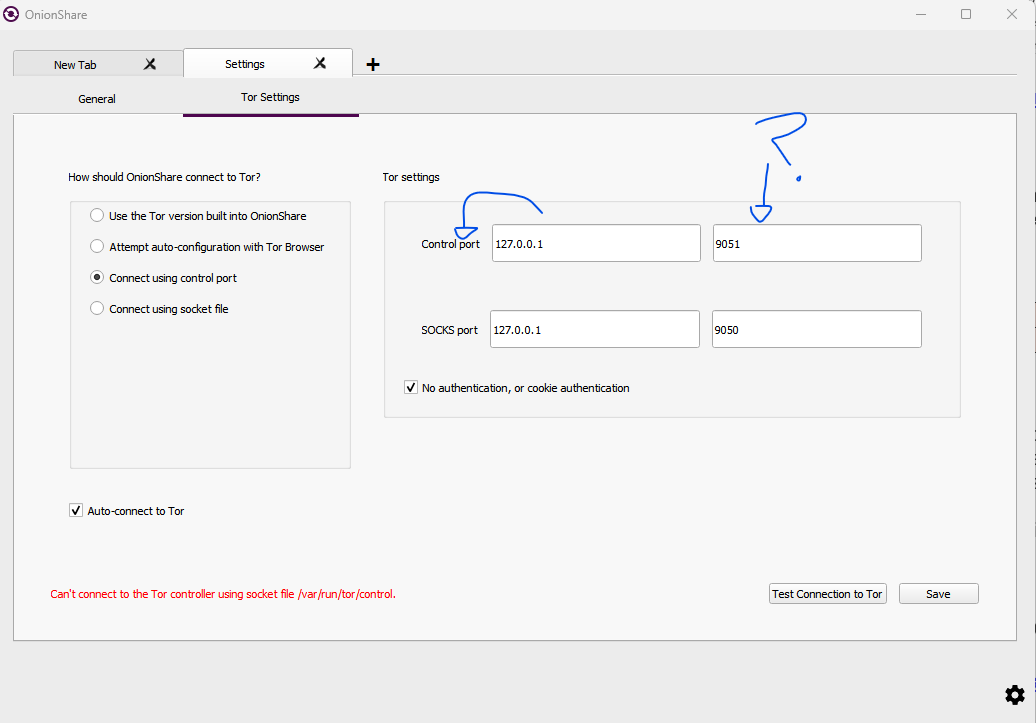 OnionShare
New Tab
Settings
General
Tor Settings
?
How should OnionShare connect to Tor?
Tor settings
Use the Tor version built into OnionShare
Attempt auto-configuration with Tor Browser
Connect using control port
Connect using socket file
Control port 127.0.0.1 9051
SOCKS port 127.0.0.1 9050
No authentication, or cookie authentication
Auto-connect to Tor
Can't connect to the Tor controller using socket file /var/run/tor/control.
Test Connection to Tor
Save